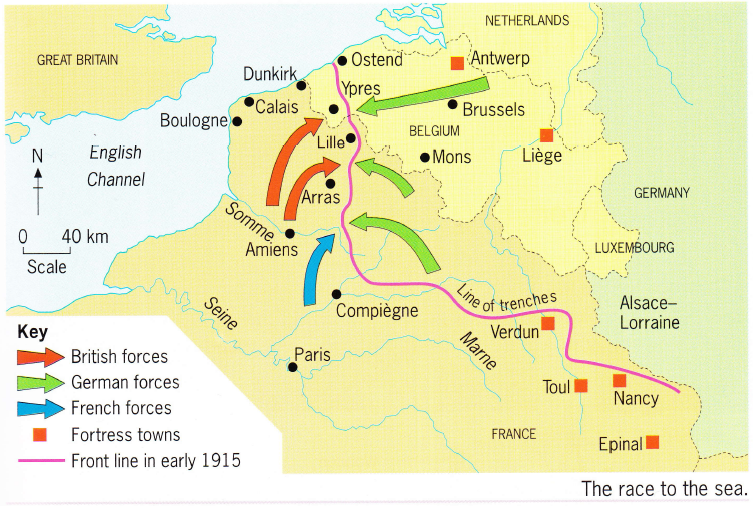 NETHERLANDS
GREAT BRITAIN
Ostend
Antwerp
Dunkirk
Ypres
Calais
Brussels
Boulogne
BELGIUM
Lille
Mons
Liège
N
English
Channel
Arras
GERMANY
Somme
Amiens
0 40 km
Scale
LUXEMBOURG
Line of trenches
Alsace–
Lorraine
Compiègne
Seine
Verdun
Marne
Paris
Toul
Nancy
FRANCE
Epinal
Key
British forces
German forces
French forces
Fortress towns
Front line in early 1915
The race to the sea.